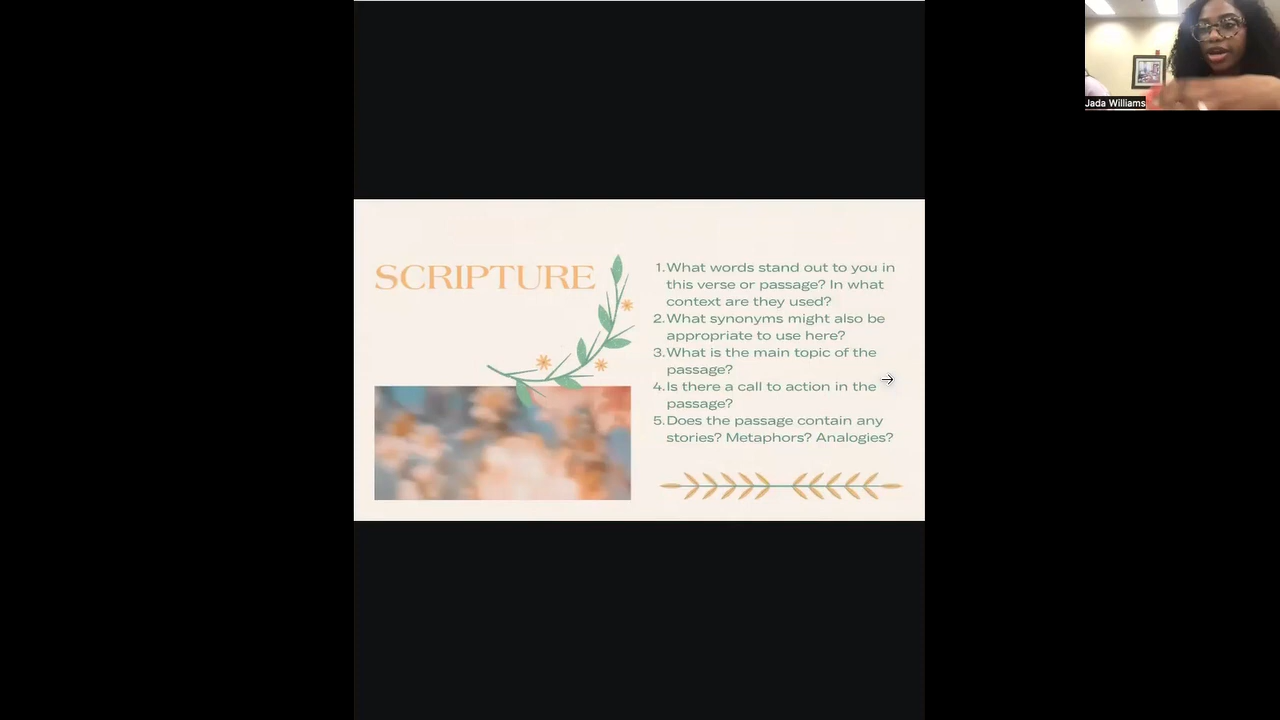 Jada Williams
SCRIPTURE
1.What words stand out to you in
this verse or passage? In what
context are they used?
2.What synonyms might also be
appropriate to use here?
3.What is the main topic of the
passage?
4.Is there a call to action in the
passage?
5.Does the passage contain any
stories? Metaphors? Analogies?